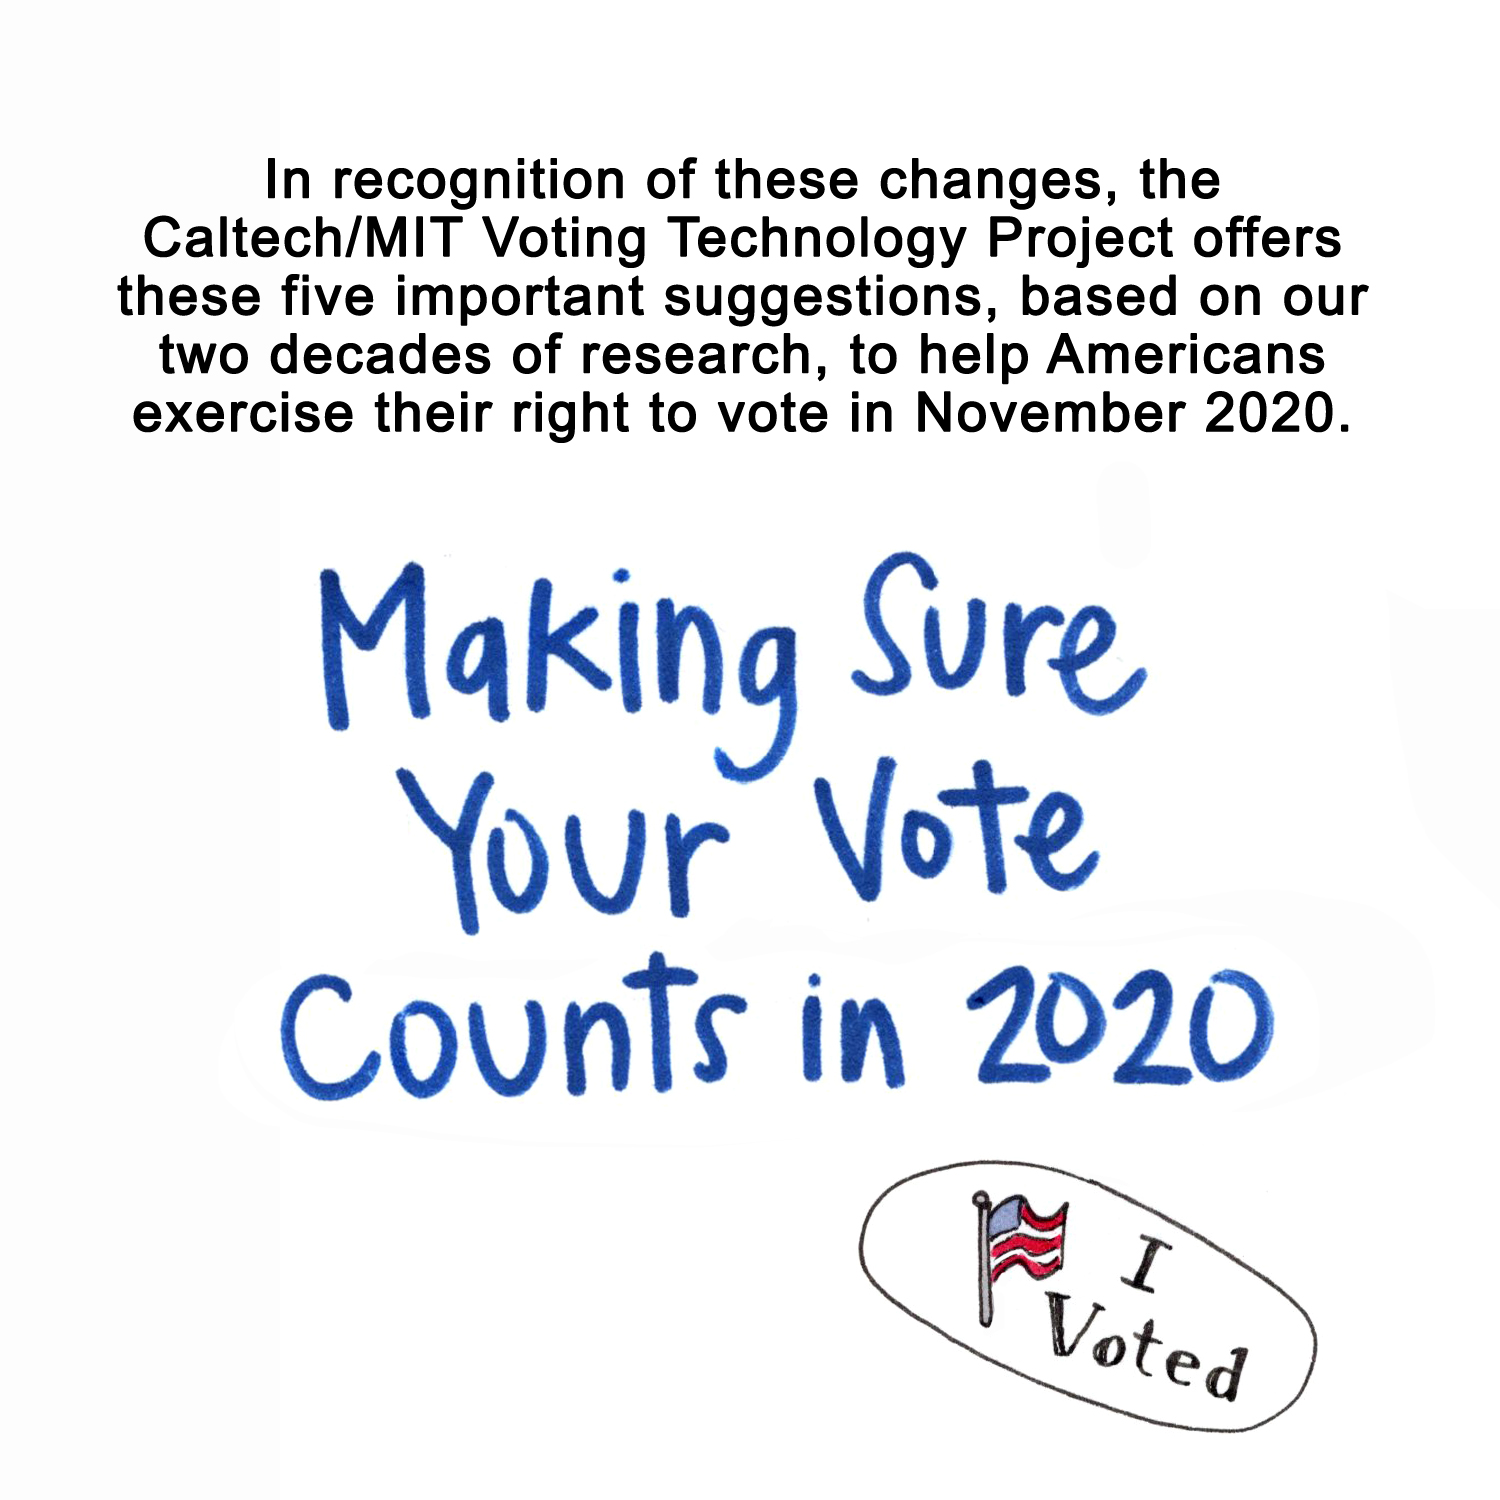 In recognition of these changes, the
Caltech/MIT Voting Technology Project offers
these five important suggestions, based on our
two decades of research, to help Americans
exercise their right to vote in November 2020.
Making Sure
Your Vote
Counts in 2020
I
Voted